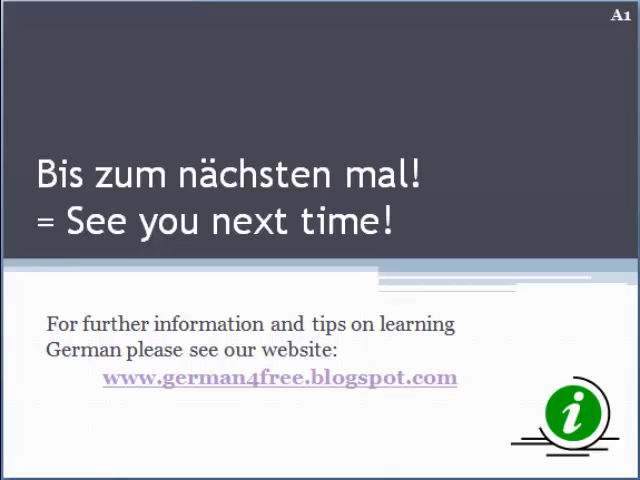 A1
Bis zum nächsten mal!
= See you next time!
For further information and tips on learning
German please see our website:
www.german4free.blogspot.com
i